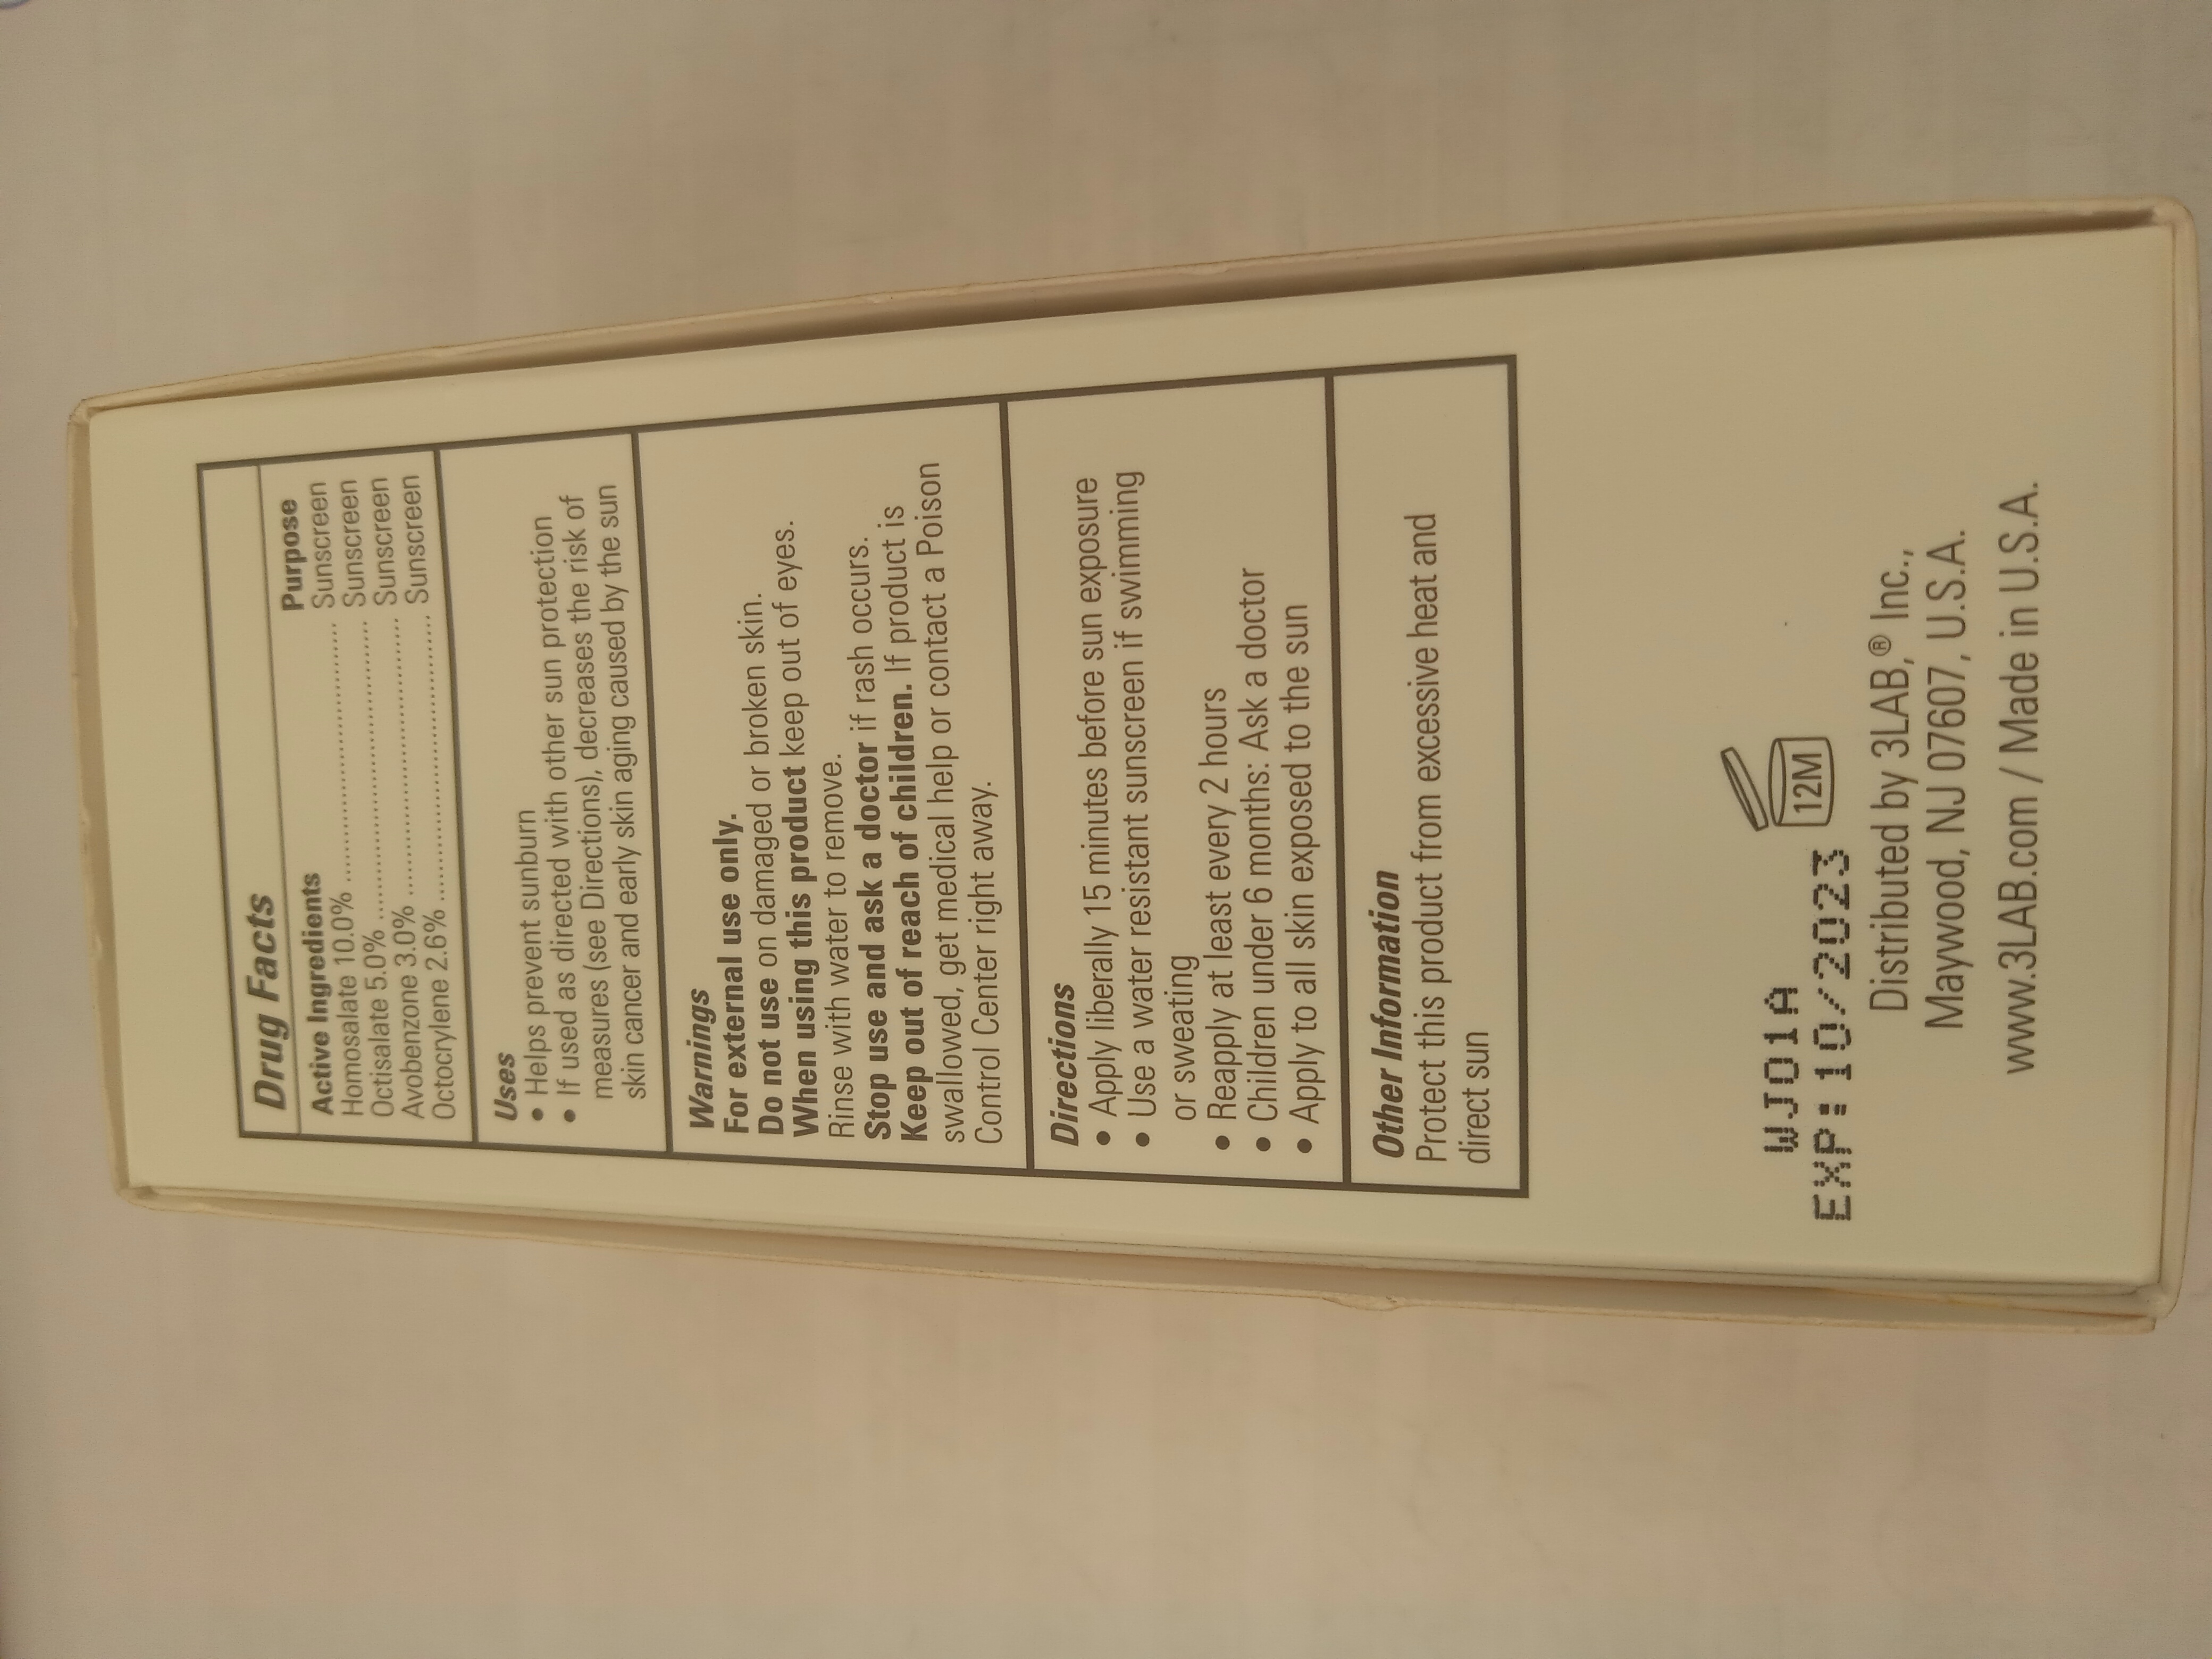 Drug Facts
Active Ingredients Purpose
Homosalate 10.0% ........................................ Sunscreen
Octisalate 5.0% ............................................. Sunscreen
Avobenzone 3.0% ........................................... Sunscreen
Octocrylene 2.6% ........................................... Sunscreen
Uses
• Helps prevent sunburn
• If used as directed with other sun protection
measures (see Directions), decreases the risk of
skin cancer and early skin aging caused by the sun
Warnings
For external use only.
Do not use on damaged or broken skin.
When using this product keep out of eyes.
Rinse with water to remove.
Stop use and ask a doctor if rash occurs.
Keep out of reach of children. If product is
swallowed, get medical help or contact a Poison
Control Center right away.
Directions
• Apply liberally 15 minutes before sun exposure
• Use a water resistant sunscreen if swimming
or sweating
• Reapply at least every 2 hours
• Children under 6 months: Ask a doctor
• Apply to all skin exposed to the sun
Other Information
Protect this product from excessive heat and
direct sun
WJ01A
EXP:10/2023
12M
Distributed by 3LAB,® Inc.,
Maywood, NJ 07607, U.S.A.
www.3LAB.com / Made in U.S.A.